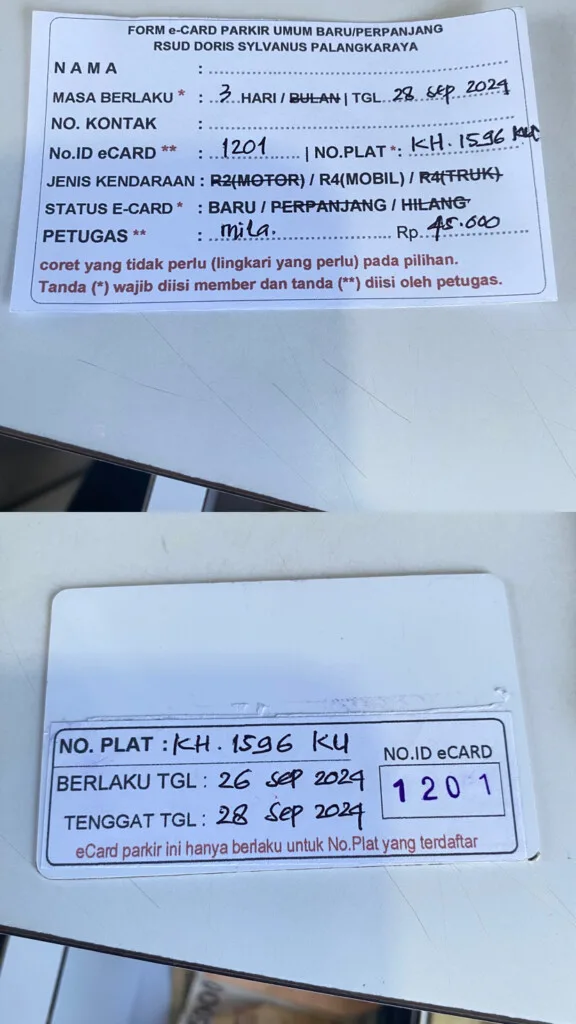 FORM e-CARD PARKIR UMUM BARU/PERPANJANG
RSUD DORIS SYLVANUS PALANGKARAYA
NAMA :
MASA BERLAKU * : 3 HARI / BULAN | TGL. 28 Sep 2024
NO. KONTAK :
No.ID eCARD ** : 1201 | NO.PLAT *: KH. 1596 KU
JENIS KENDARAAN : R2(MOTOR) / R4(MOBIL) / R4(TRUK)
STATUS E-CARD * : BARU / PERPANJANG / HILANG
PETUGAS ** : mila. Rp. 45.000
coret yang tidak perlu (lingkari yang perlu) pada pilihan.
Tanda (*) wajib diisi member dan tanda (**) diisi oleh petugas.
NO. PLAT : KH. 1596 KU
NO.ID eCARD
BERLAKU TGL : 26 Sep 2024
1201
TENGGAT TGL : 28 Sep 2024
eCard parkir ini hanya berlaku untuk No.Plat yang terdaftar